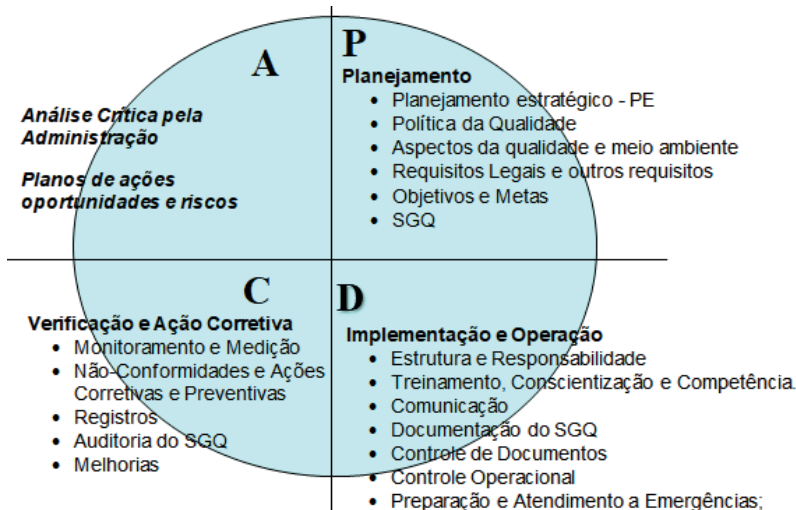 A
Análise Crítica pela
Administração
Planos de ações
oportunidades e riscos
P
Planejamento
• Planejamento estratégico - PE
• Política da Qualidade
• Aspectos da qualidade e meio ambiente
• Requisitos Legais e outros requisitos
• Objetivos e Metas
• SGQ
C
Verificação e Ação Corretiva
• Monitoramento e Medição
• Não-Conformidades e Ações
Corretivas e Preventivas
• Registros
• Auditoria do SGQ
• Melhorias
D
Implementação e Operação
• Estrutura e Responsabilidade
• Treinamento, Conscientização e Competência.
• Comunicação
• Documentação do SGQ
• Controle de Documentos
• Controle Operacional
• Preparação e Atendimento a Emergências;